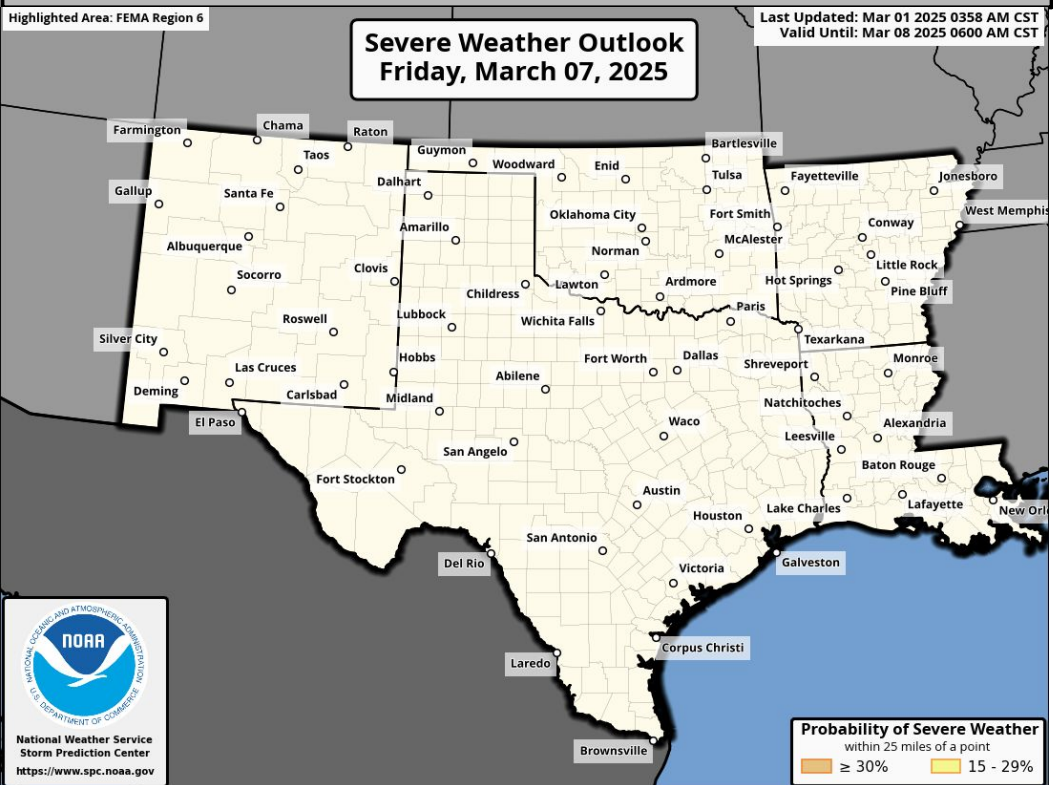 Highlighted Area: FEMA Region 6
Last Updated: Mar 01 2025 0358 AM CST
Valid Until: Mar 08 2025 0600 AM CST
Severe Weather Outlook
Friday, March 07, 2025
Farmington
Chama
Raton
Taos
Guymon
Woodward
Enid
Bartlesville
Tulsa
Fayetteville
Jonesboro
Gallup
Santa Fe
Dalhart
Oklahoma City
Fort Smith
West Memphis
Albuquerque
Amarillo
Norman
McAlester
Conway
Socorro
Clovis
Childress
Lawton
Ardmore
Hot Springs
Little Rock
Pine Bluff
Roswell
Lubbock
Wichita Falls
Paris
Texarkana
Silver City
Las Cruces
Hobbs
Fort Worth
Dallas
Shreveport
Monroe
Deming
Carlsbad
Midland
Abilene
Natchitoches
El Paso
San Angelo
Waco
Leesville
Alexandria
Fort Stockton
Austin
Baton Rouge
Houston
Lake Charles
Lafayette
New Orl
Del Rio
San Antonio
Victoria
Galveston
Laredo
Corpus Christi
Brownsville
NATIONAL OCEANIC AND ATMOSPHERIC ADMINISTRATION
NOAA
U.S. DEPARTMENT OF COMMERCE
National Weather Service
Storm Prediction Center
https://www.spc.noaa.gov
Probability of Severe Weather
within 25 miles of a point
≥ 30%
15 - 29%